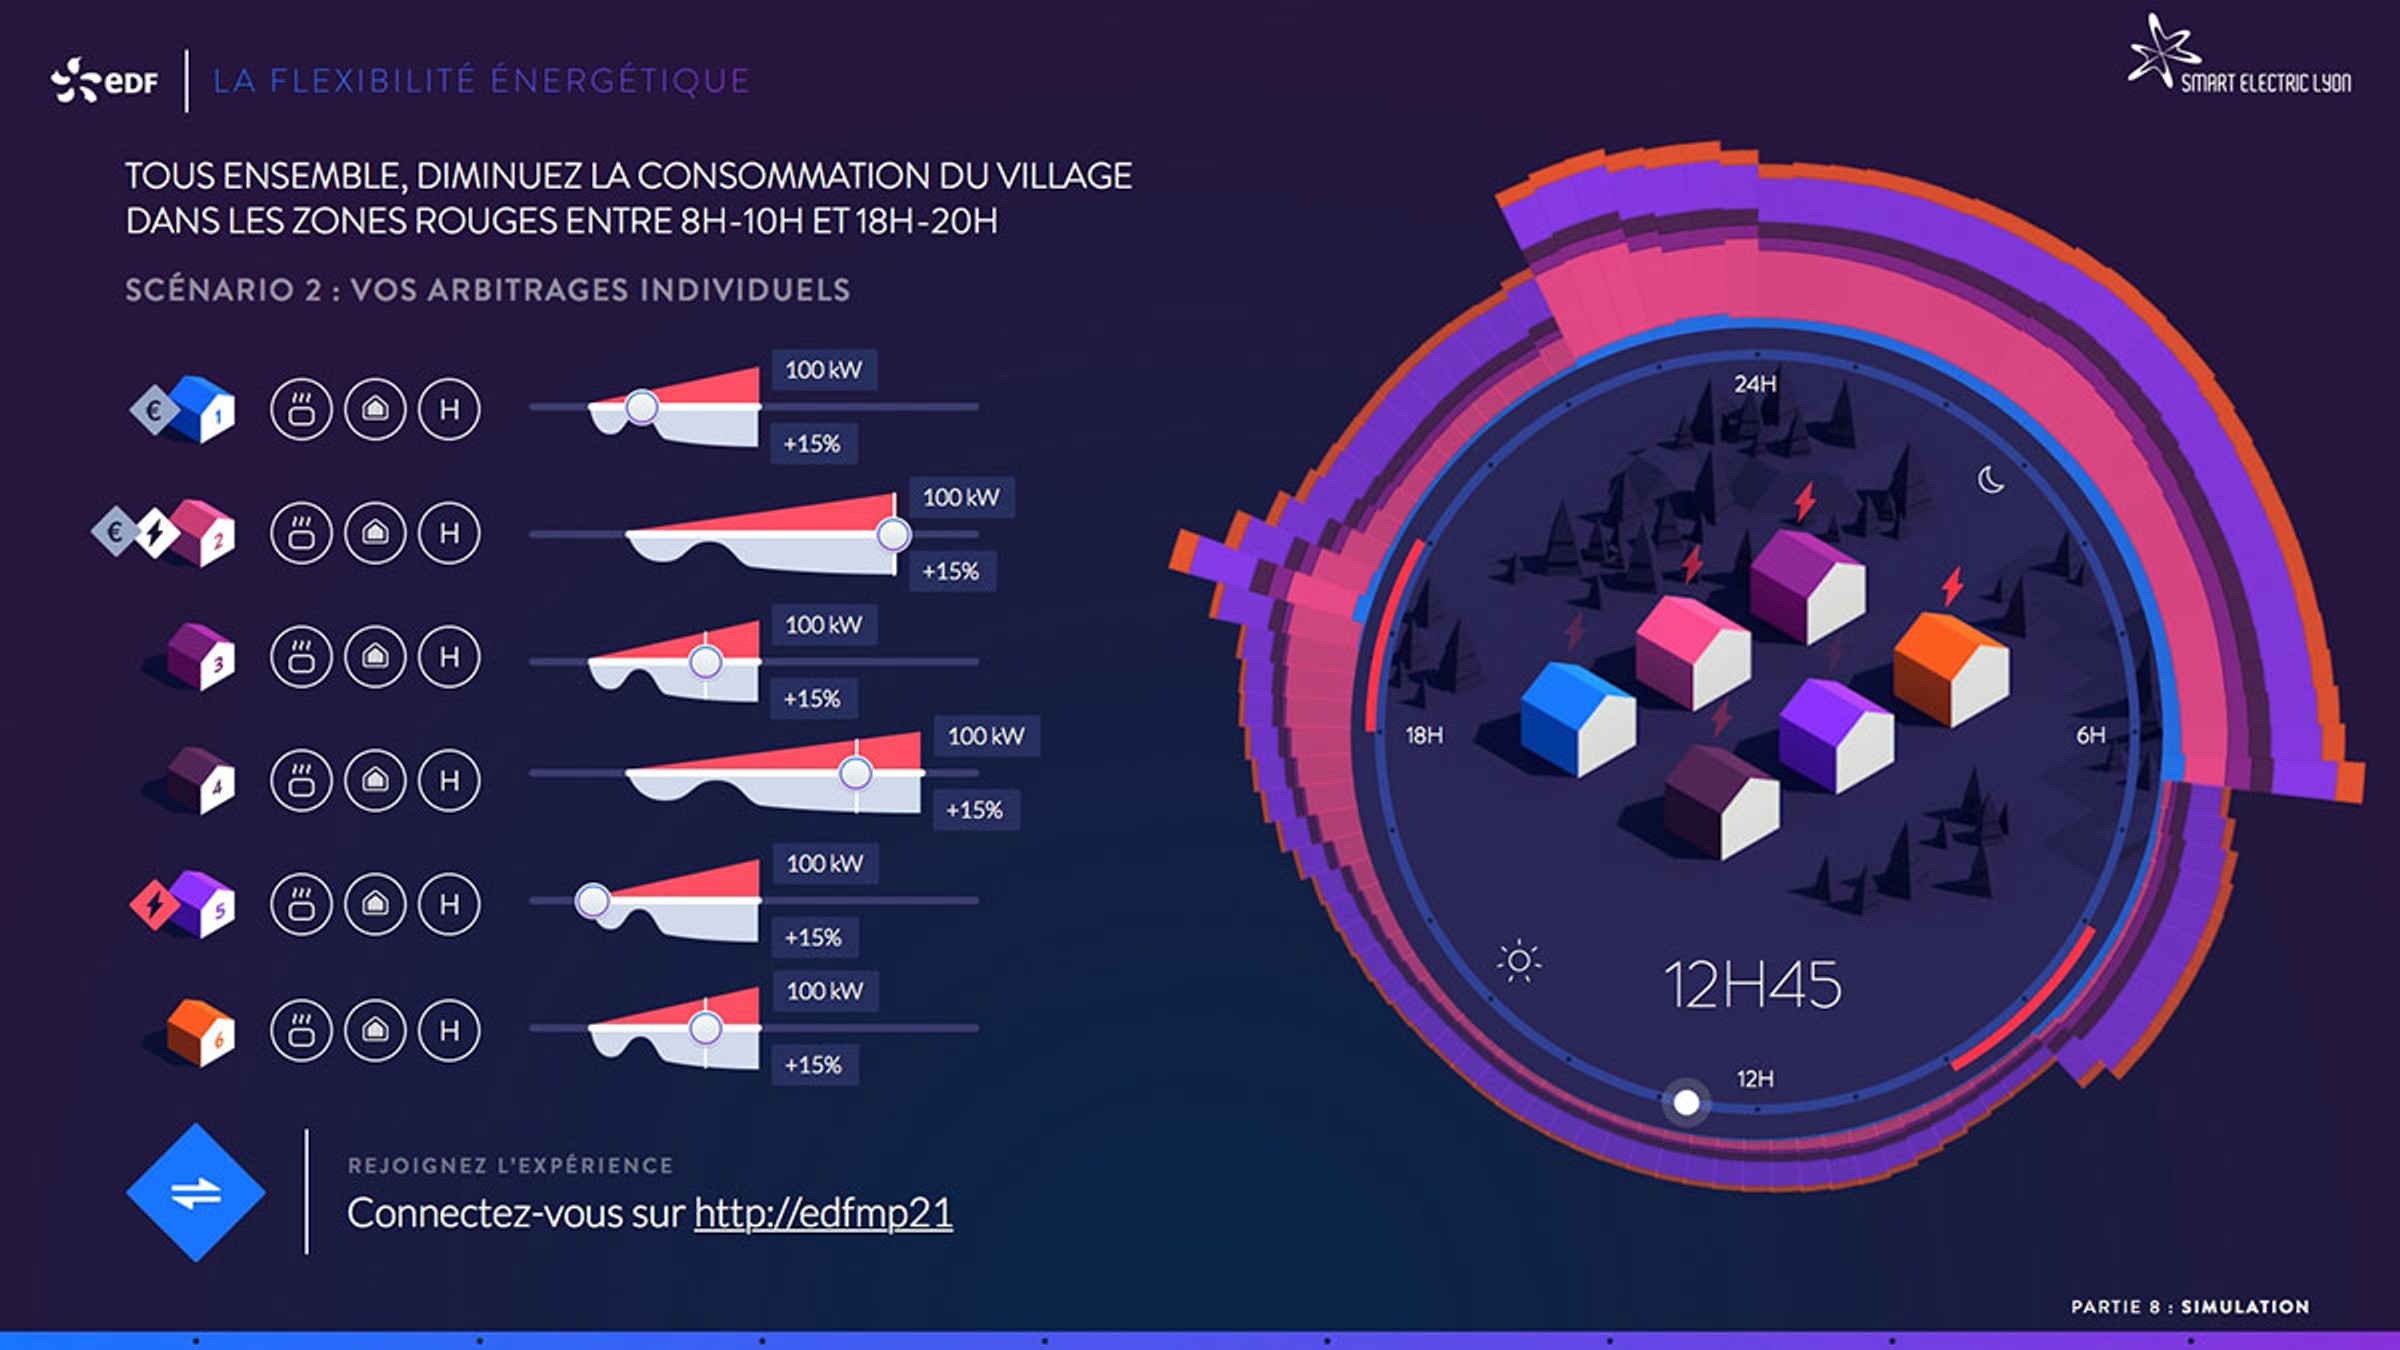 edf
LA FLEXIBILITÉ ÉNERGÉTIQUE
SMART ELECTRIC LYON
TOUS ENSEMBLE, DIMINUEZ LA CONSOMMATION DU VILLAGE
DANS LES ZONES ROUGES ENTRE 8H-10H ET 18H-20H
SCÉNARIO 2 : VOS ARBITRAGES INDIVIDUELS
€ 1 H 100 kW
+15%
€ 2 H 100 kW
+15%
3 H 100 kW
+15%
4 H 100 kW
+15%
5 H 100 kW
+15%
6 H 100 kW
+15%
24H
18H
6H
12H45
12H
REJOIGNEZ L'EXPÉRIENCE
Connectez-vous sur http://edfmp21
PARTIE 8 : SIMULATION